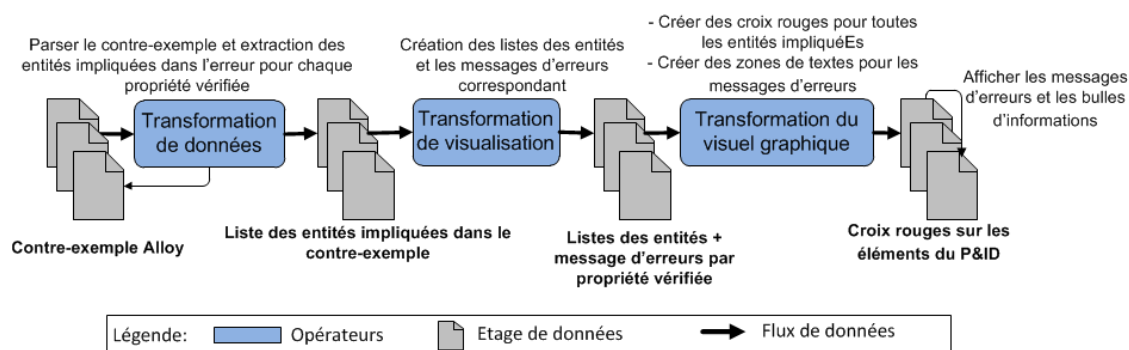 Parser le contre-exemple et extraction des
entités impliquées dans l'erreur pour chaque
propriété vérifiée
Création des listes des entités
et les messages d'erreurs
correspondant
- Créer des croix rouges pour toutes
les entités impliquéEs
- Créer des zones de textes pour les
messages d'erreurs
Afficher les messages
d'erreurs et les bulles
d'informations
Transformation
de données
Transformation
de visualisation
Transformation du
visuel graphique
Contre-exemple Alloy
Liste des entités impliquées dans le
contre-exemple
Listes des entités +
message d'erreurs par
propriété vérifiée
Croix rouges sur les
éléments du P&ID
Légende:
Opérateurs
Etage de données
Flux de données